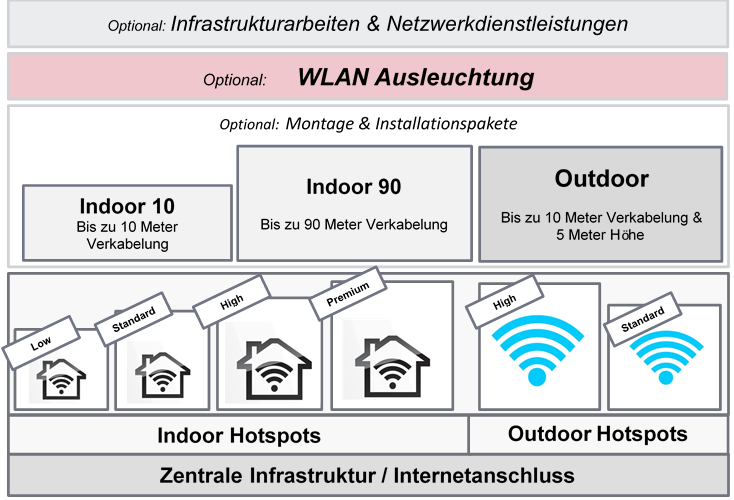 Optional: Infrastrukturarbeiten & Netzwerkdienstleistungen
Optional: WLAN Ausleuchtung
Optional: Montage & Installationspakete
Indoor 10
Bis zu 10 Meter
Verkabelung
Indoor 90
Bis zu 90 Meter Verkabelung
Outdoor
Bis zu 10 Meter Verkabelung &
5 Meter Höhe
Low
Standard
High
Premium
High
Standard
Indoor Hotspots
Outdoor Hotspots
Zentrale Infrastruktur / Internetanschluss